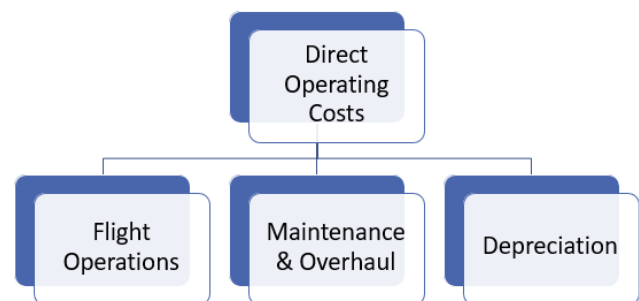 Direct
Operating
Costs
Flight
Operations
Maintenance
& Overhaul
Depreciation